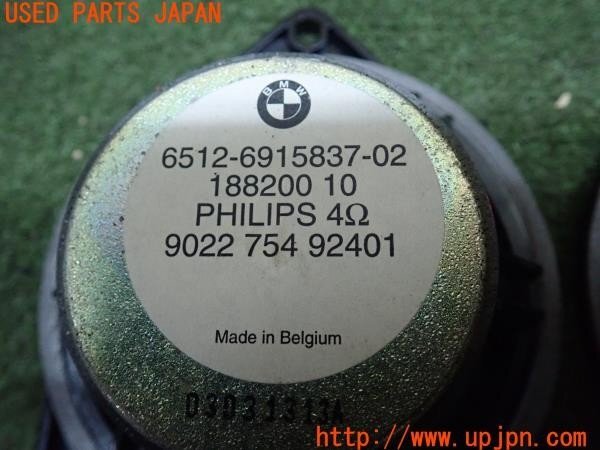 USED PARTS JAPAN
BMW
6512-6915837-02
188200 10
PHILIPS 4Ω
9022 754 92401
Made in Belgium
D3D31313A
http://www.upjpn.com/